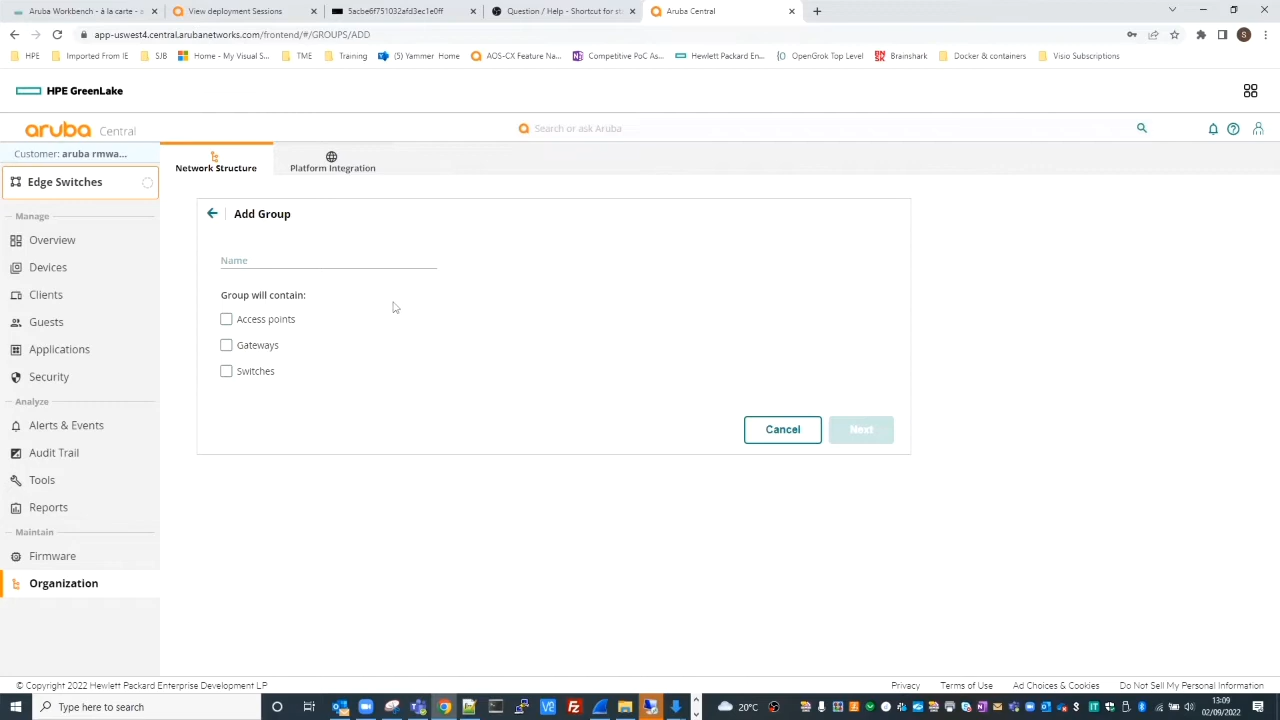 Aruba Workbench - à la carte - c
Network deployment Sessions
5acbe6f751032afd3ec1e0ff
Question / Help - Shortcut for st
Aruba Central
app-uswest4.central.arubanetworks.com/frontend/#/GROUPS/ADD
HPE
Imported From IE
SJB
Home - My Visual S...
TME
Training
(5) Yammer Home
AOS-CX Feature Na...
Competitive PoC As...
Hewlett Packard En...
OpenGrok Top Level
Brainshark
Docker & containers
Visio Subscriptions
HPE GreenLake
aruba Central
Search or ask Aruba
Customer: aruba rmwa...
Network Structure
Platform Integration
Edge Switches
Add Group
Manage
Overview
Name
Devices
Clients
Group will contain:
Guests
Access points
Applications
Gateways
Security
Switches
Analyze
Alerts & Events
Cancel
Next
Audit Trail
Tools
Reports
Maintain
Firmware
Organization
© Copyright 2022 Hewlett Packard Enterprise Development LP
Privacy
Terms of Use
Ad Choices & Cookies
Do Not Sell My Personal Information
Type here to search
20°C
13:09
02/09/2022